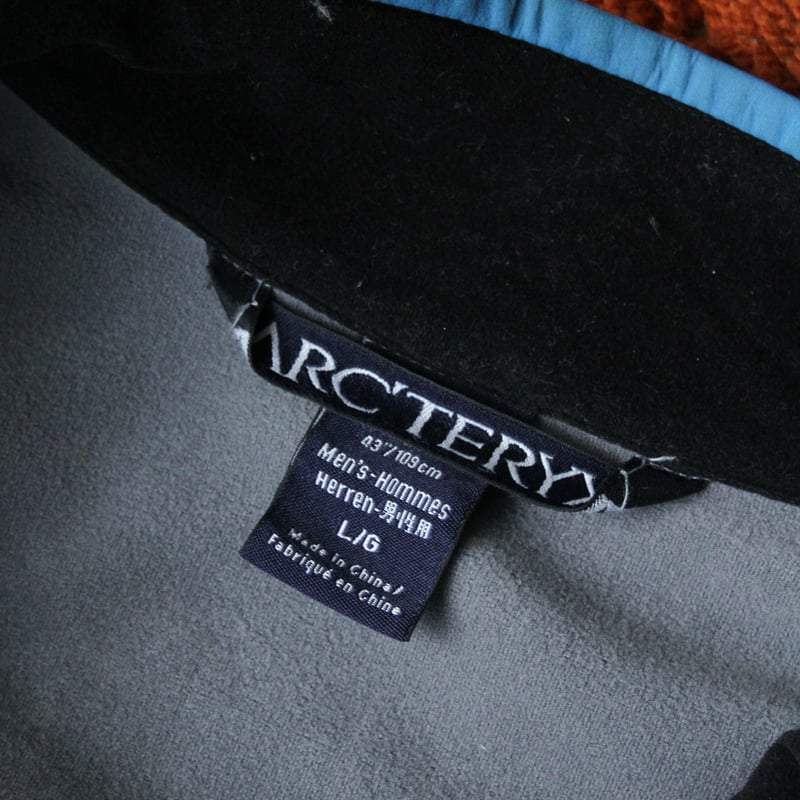 ARC'TERYX
43"/109cm
Men's-Hommes
Herren-男性用
L/G
Made in China/
Fabriqué en Chine